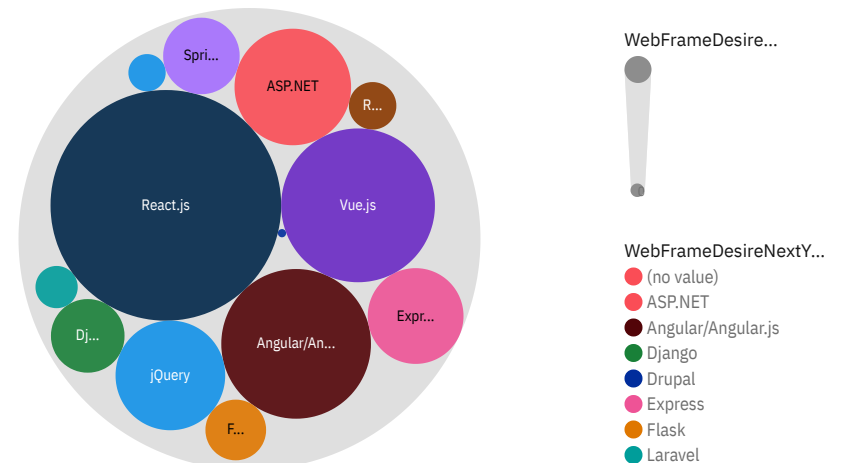 Spri...
ASP.NET
R...
React.js
Vue.js
Expr...
Dj...
Angular/An...
jQuery
F...
WebFrameDesire...
WebFrameDesireNextY...
(no value)
ASP.NET
Angular/Angular.js
Django
Drupal
Express
Flask
Laravel